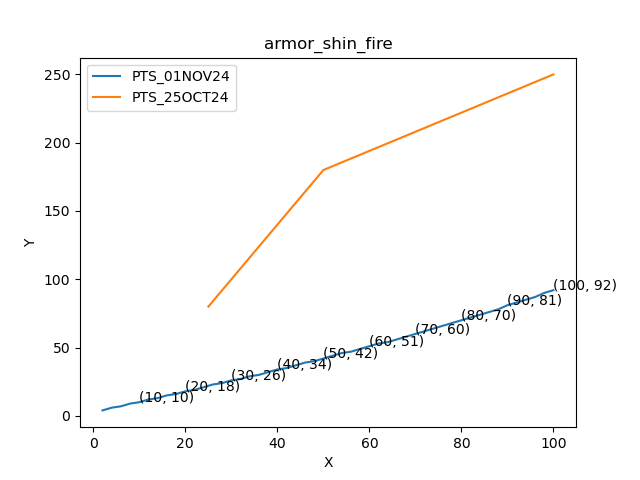 armor_shin_fire
PTS_01NOV24
PTS_25OCT24
Y
250
200
150
100
50
0
(10, 10)
(20, 18)
(30, 26)
(40, 34)
(50, 42)
(60, 51)
(70, 60)
(80, 70)
(90, 81)
(100, 92)
0 20 40 60 80 100
X